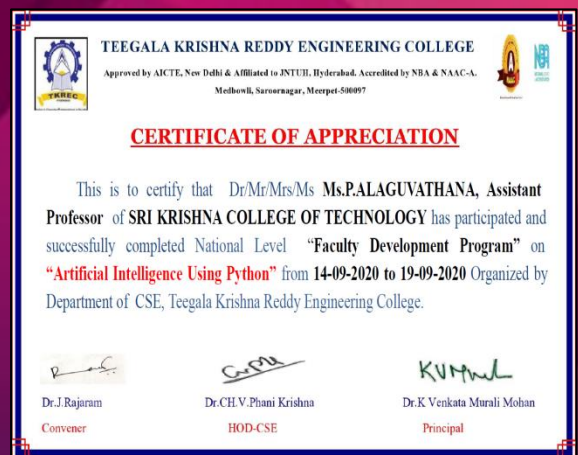 TEEGALA KRISHNA REDDY ENGINEERING COLLEGE
Approved by AICTE, New Delhi & Affiliated to JNTUH, Hyderabad. Accredited by NBA & NAAC-A.
Medbowli, Saroornagar, Meerpet-500097
TKREC
NAAC
NBA
CERTIFICATE OF APPRECIATION
This is to certify that Dr/Mr/Mrs/Ms Ms.P.ALAGUVATHANA, Assistant
Professor of SRI KRISHNA COLLEGE OF TECHNOLOGY has participated and
successfully completed National Level “Faculty Development Program” on
“Artificial Intelligence Using Python” from 14-09-2020 to 19-09-2020 Organized by
Department of CSE, Teegala Krishna Reddy Engineering College.
Dr.J.Rajaram
Dr.CH.V.Phani Krishna
Dr.K Venkata Murali Mohan
Convener
HOD-CSE
Principal